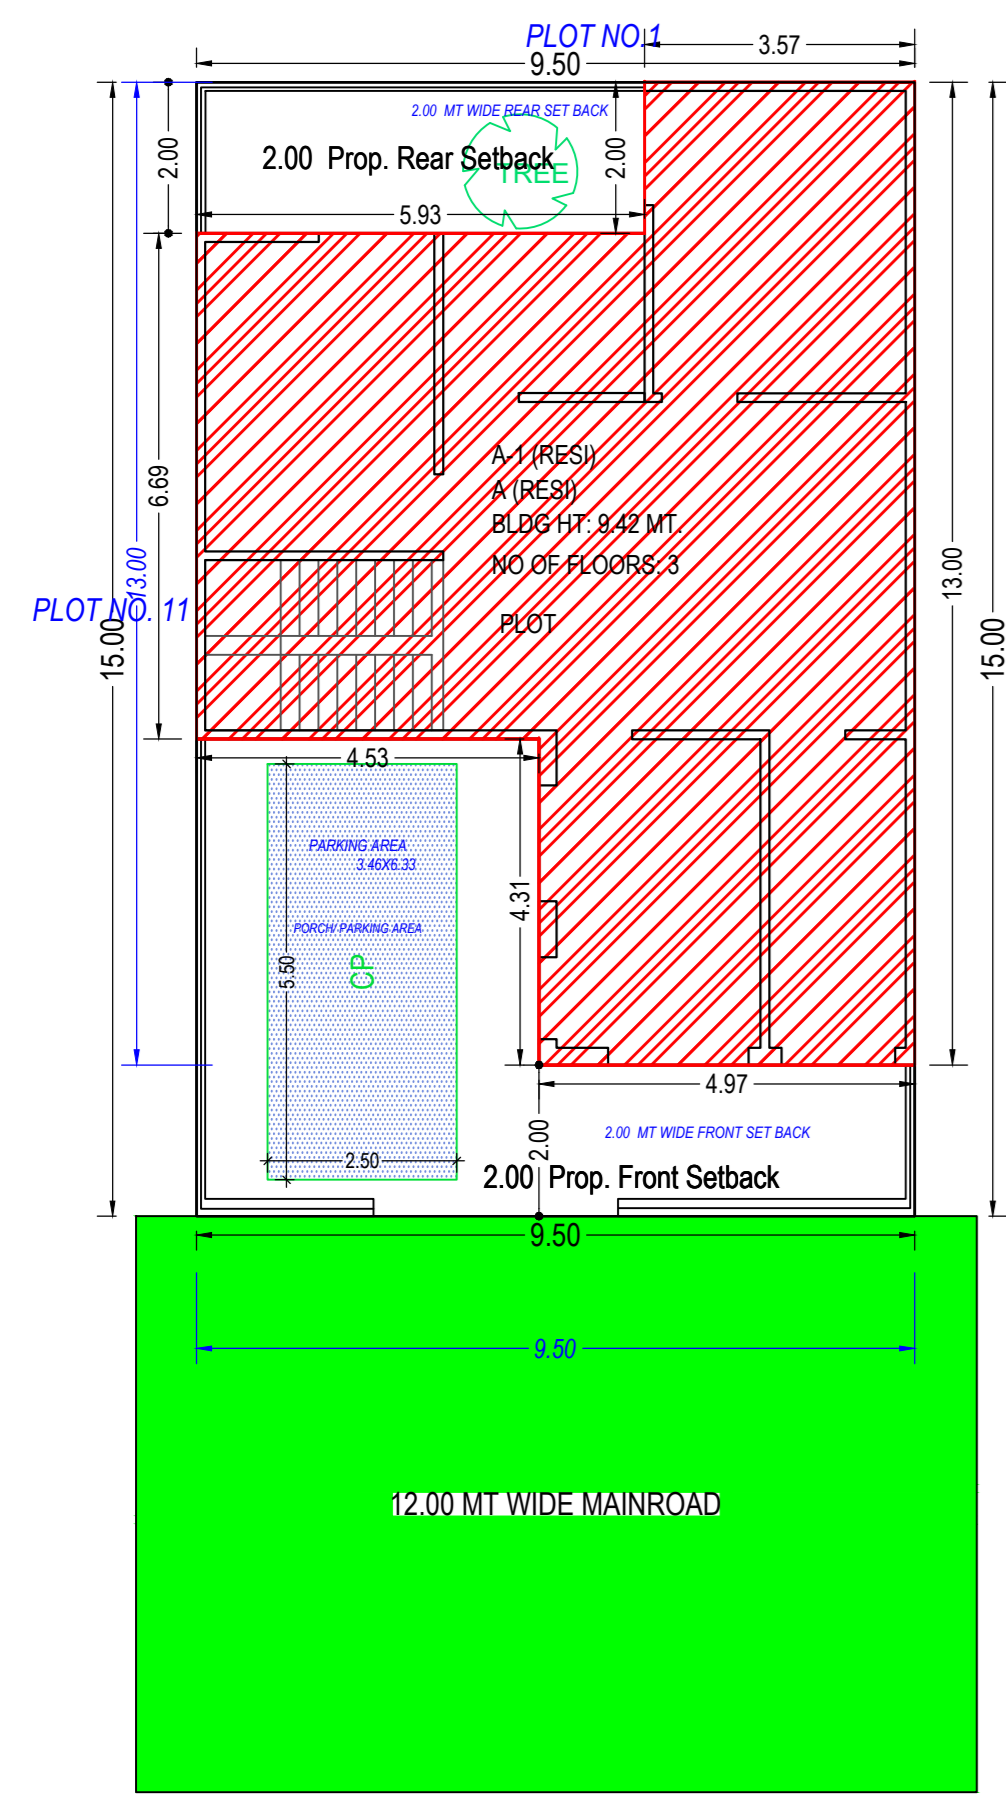 PLOT NO.1
3.57
9.50
2.00 MT WIDE REAR SET BACK
2.00 Prop. Rear Setback
TREE
2.00
2.00
5.93
A-1 (RESI)
A (RESI)
BLDG HT: 9.42 MT.
NO OF FLOORS: 3
PLOT
6.69
13.00
13.00
PLOT NO. 11
15.00
15.00
4.53
PARKING AREA
3.46X6.33
4.31
PORCH/ PARKING AREA
CP
5.50
4.97
2.00
2.00 MT WIDE FRONT SET BACK
2.50
2.00 Prop. Front Setback
9.50
9.50
12.00 MT WIDE MAINROAD